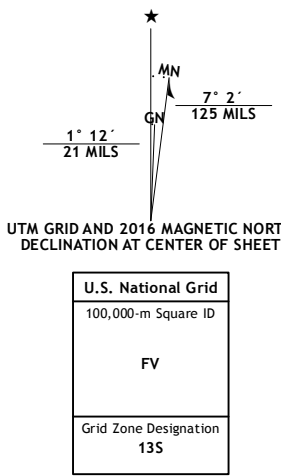 ★
MN
GN
7° 2´
125 MILS
1° 12´
21 MILS
UTM GRID AND 2016 MAGNETIC NORT
DECLINATION AT CENTER OF SHEET
U.S. National Grid
100,000-m Square ID
FV
Grid Zone Designation
13S